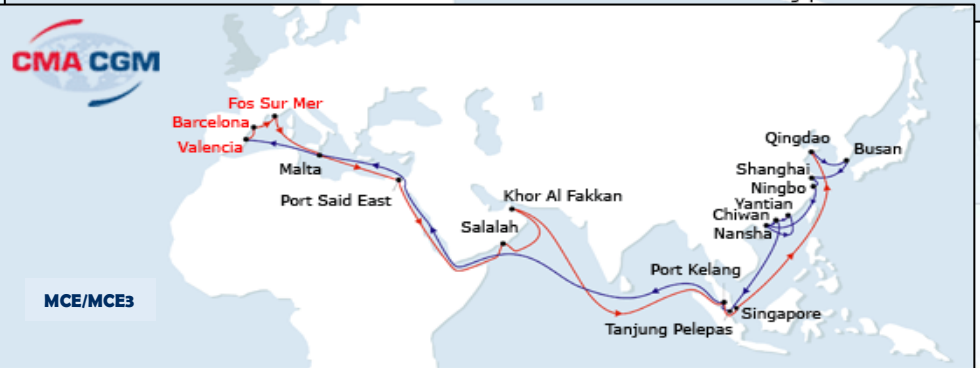 CMA CGM
Fos Sur Mer
Barcelona
Valencia
Malta
Port Said East
Khor Al Fakkan
Salalah
Qingdao
Busan
Shanghai
Ningbo
Yantian
Chiwan
Nansha
Port Kelang
Singapore
Tanjung Pelepas
MCE/MCE3